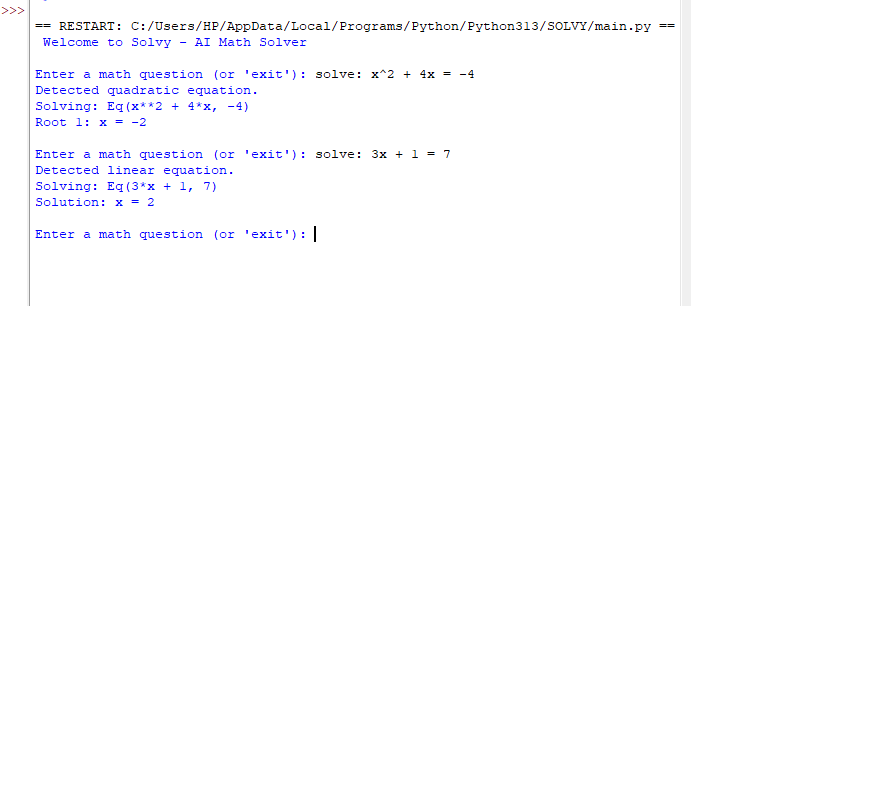 >>>
== RESTART: C:/Users/HP/AppData/Local/Programs/Python/Python313/SOLVY/main.py ==
Welcome to Solvy - AI Math Solver
Enter a math question (or 'exit'): solve: x^2 + 4x = -4
Detected quadratic equation.
Solving: Eq(x**2 + 4*x, -4)
Root 1: x = -2
Enter a math question (or 'exit'): solve: 3x + 1 = 7
Detected linear equation.
Solving: Eq(3*x + 1, 7)
Solution: x = 2
Enter a math question (or 'exit'):